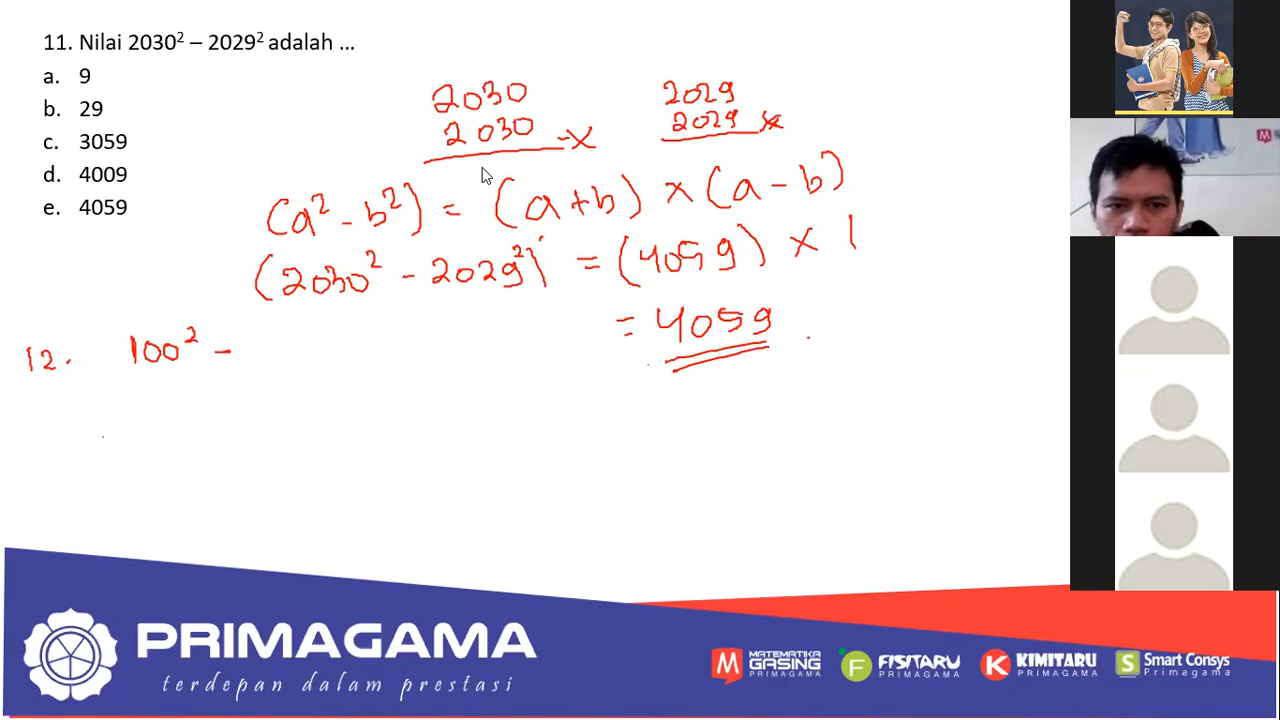 11. Nilai 2030² – 2029² adalah ...
a. 9
b. 29
c. 3059
d. 4009
e. 4059
2030
2030 x
2029
2029 x
(a² - b²) = (a+b) x (a - b)
(2030² - 2029²) = (4059) x 1
= 4059
12. 100² -
PRIMAGAMA
terdepan dalam prestasi
M MATEMATIKA GASING PRIMAGAMA
F FISITARU PRIMAGAMA
K KIMITARU PRIMAGAMA
S Smart Consys Primagama